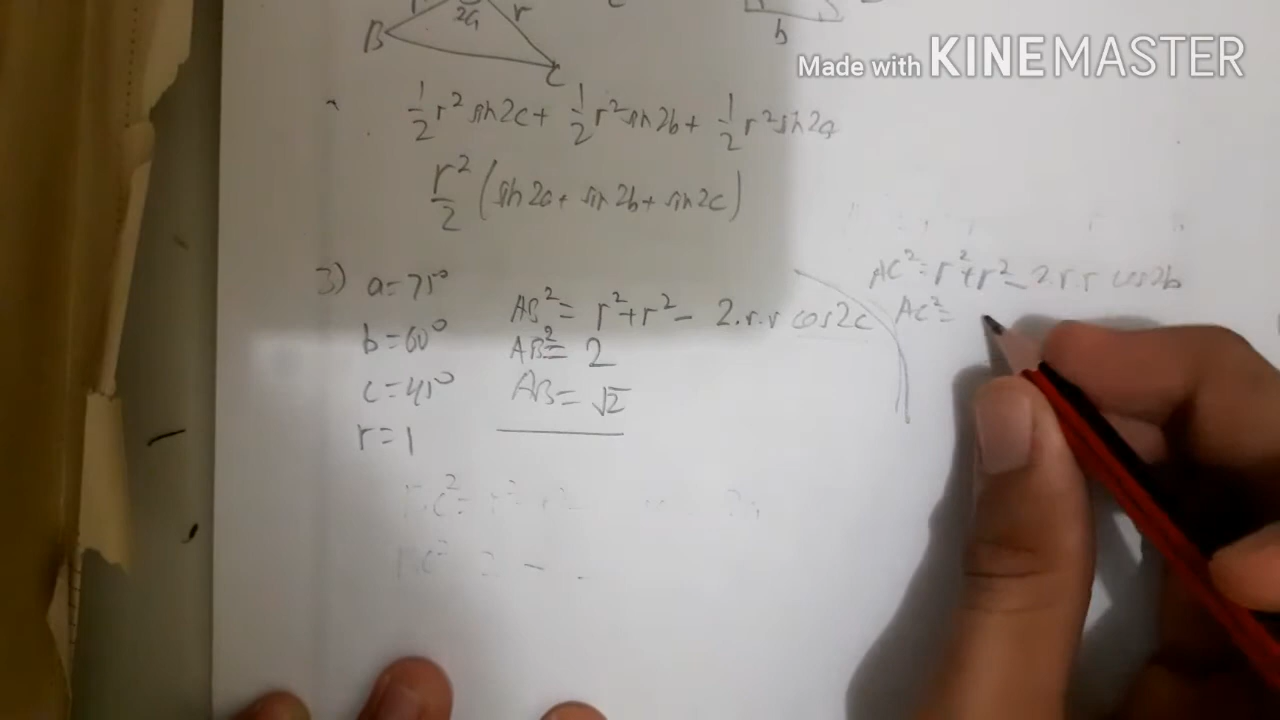 B 2a r C
b
Made with KINEMASTER
1/2 r² sin2c + 1/2 r² sin2b + 1/2 r² sin2a
r²/2 (sin2a + sin2b + sin2c)
3) a=75°
b=60°
c=45°
r=1
AB² = r²+r² - 2.r.r cos2c
AB² = 2
AB = √2
AC² = r²+r² - 2.r.r cos2b
AC² =